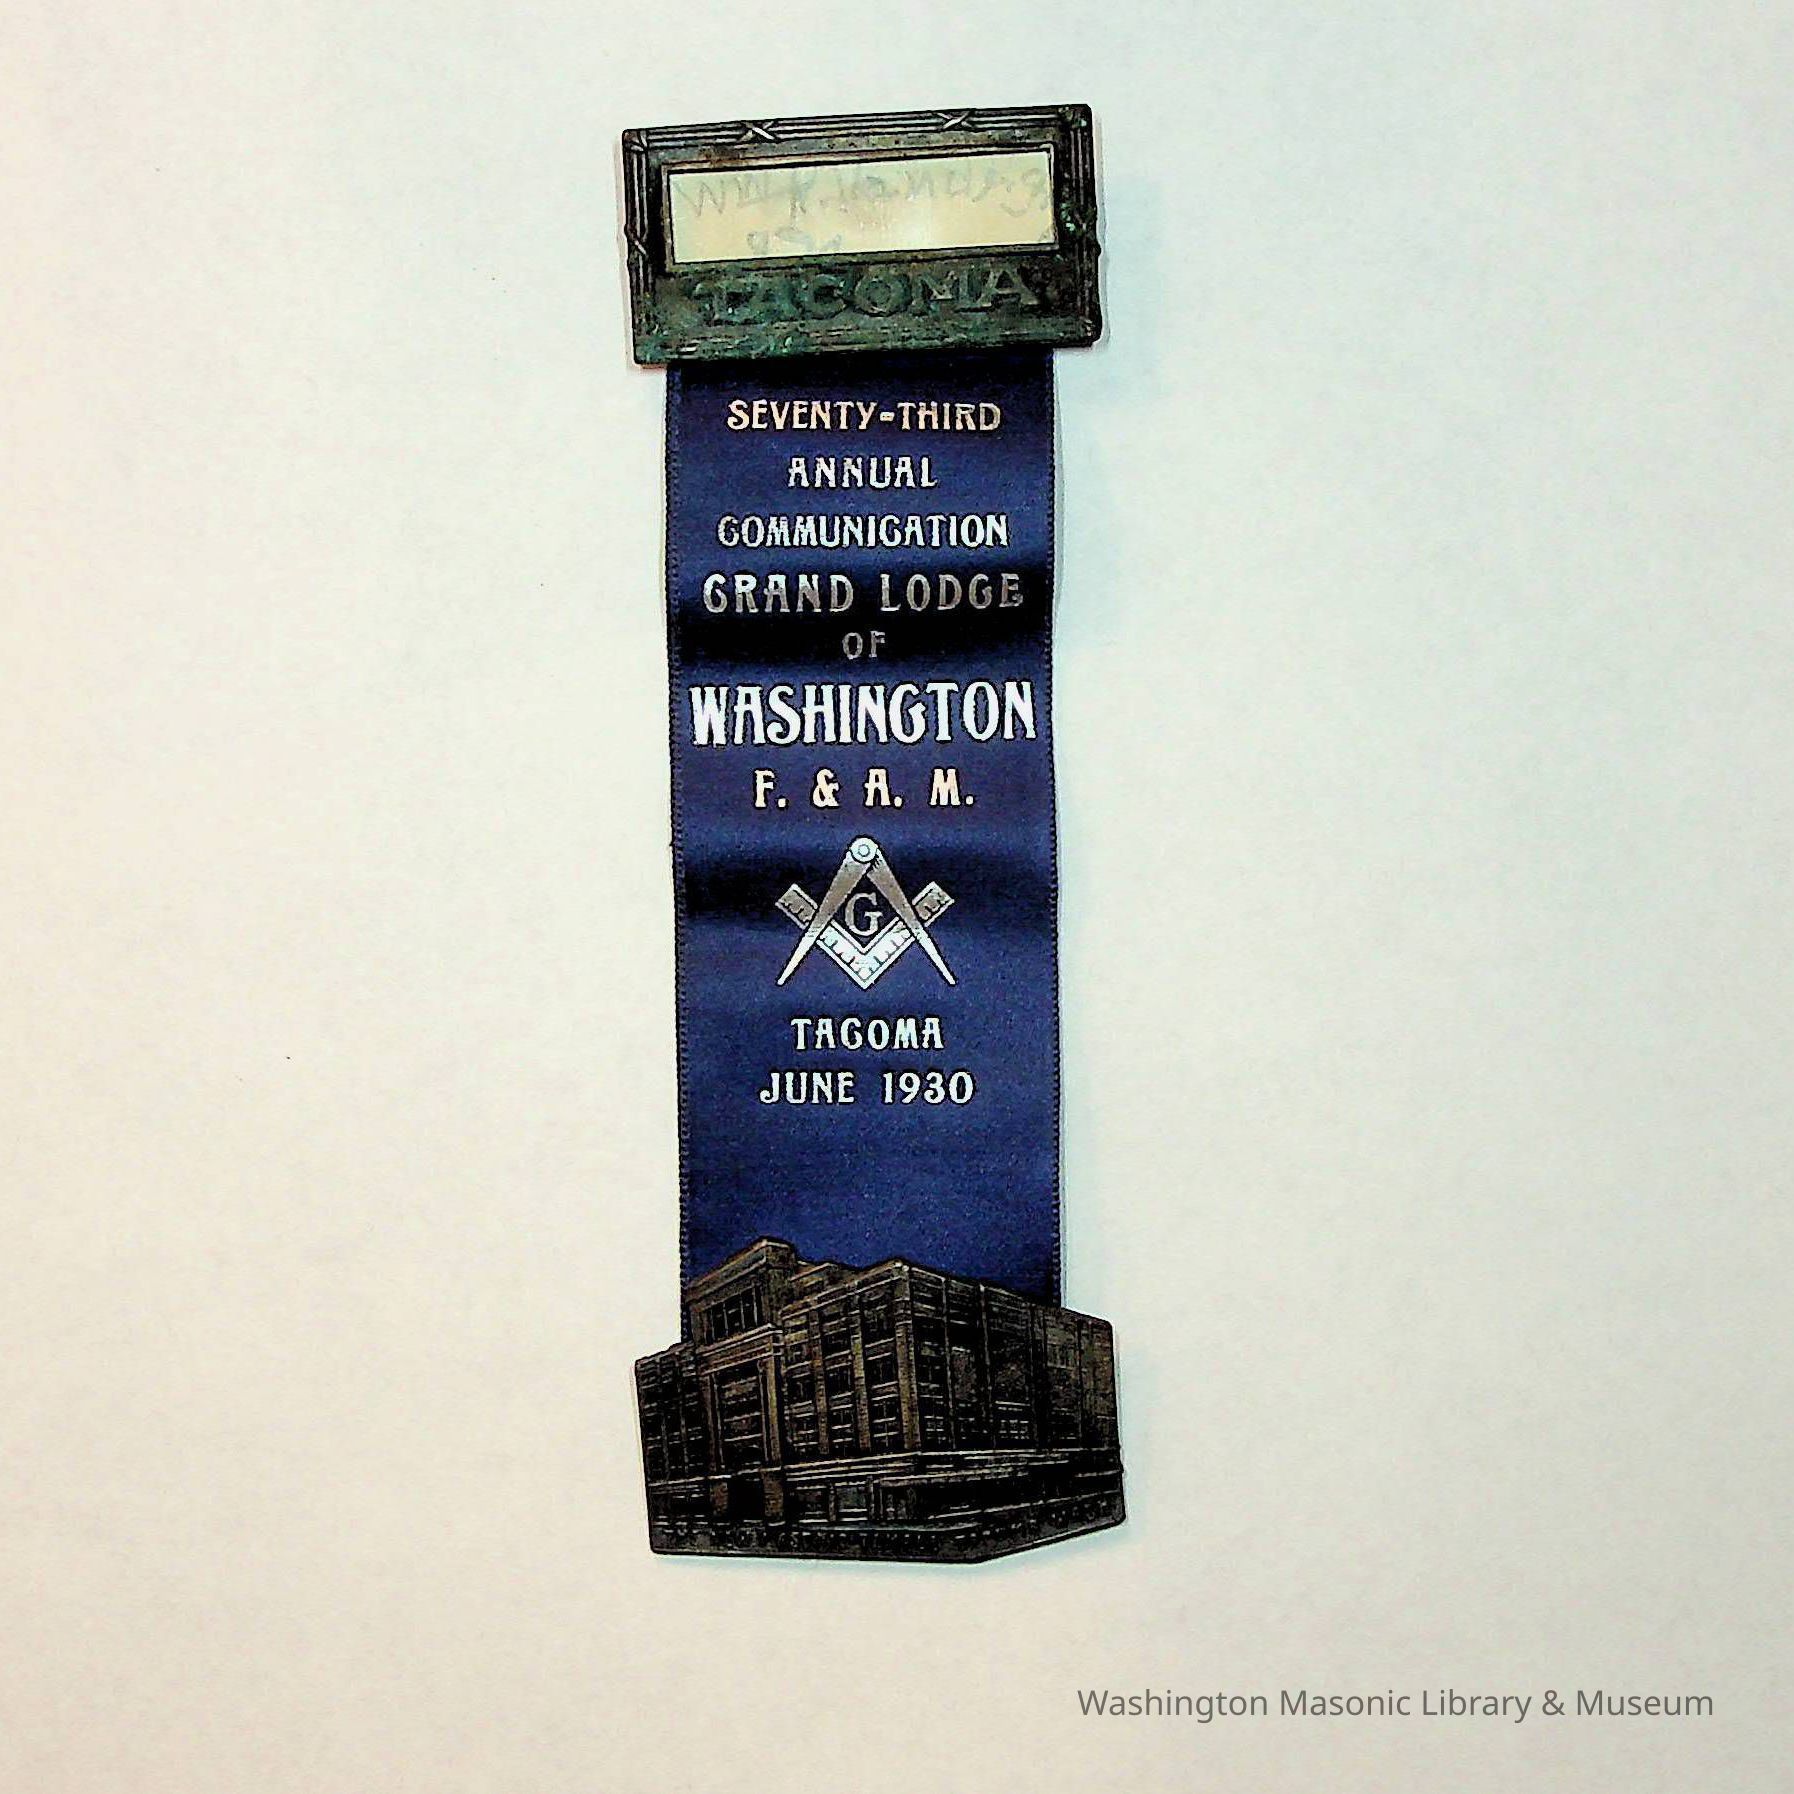 TACOMA
SEVENTY-THIRD
ANNUAL
COMMUNICATION
GRAND LODGE
OF
WASHINGTON
F. & A. M.
G
TACOMA
JUNE 1930
Washington Masonic Library & Museum